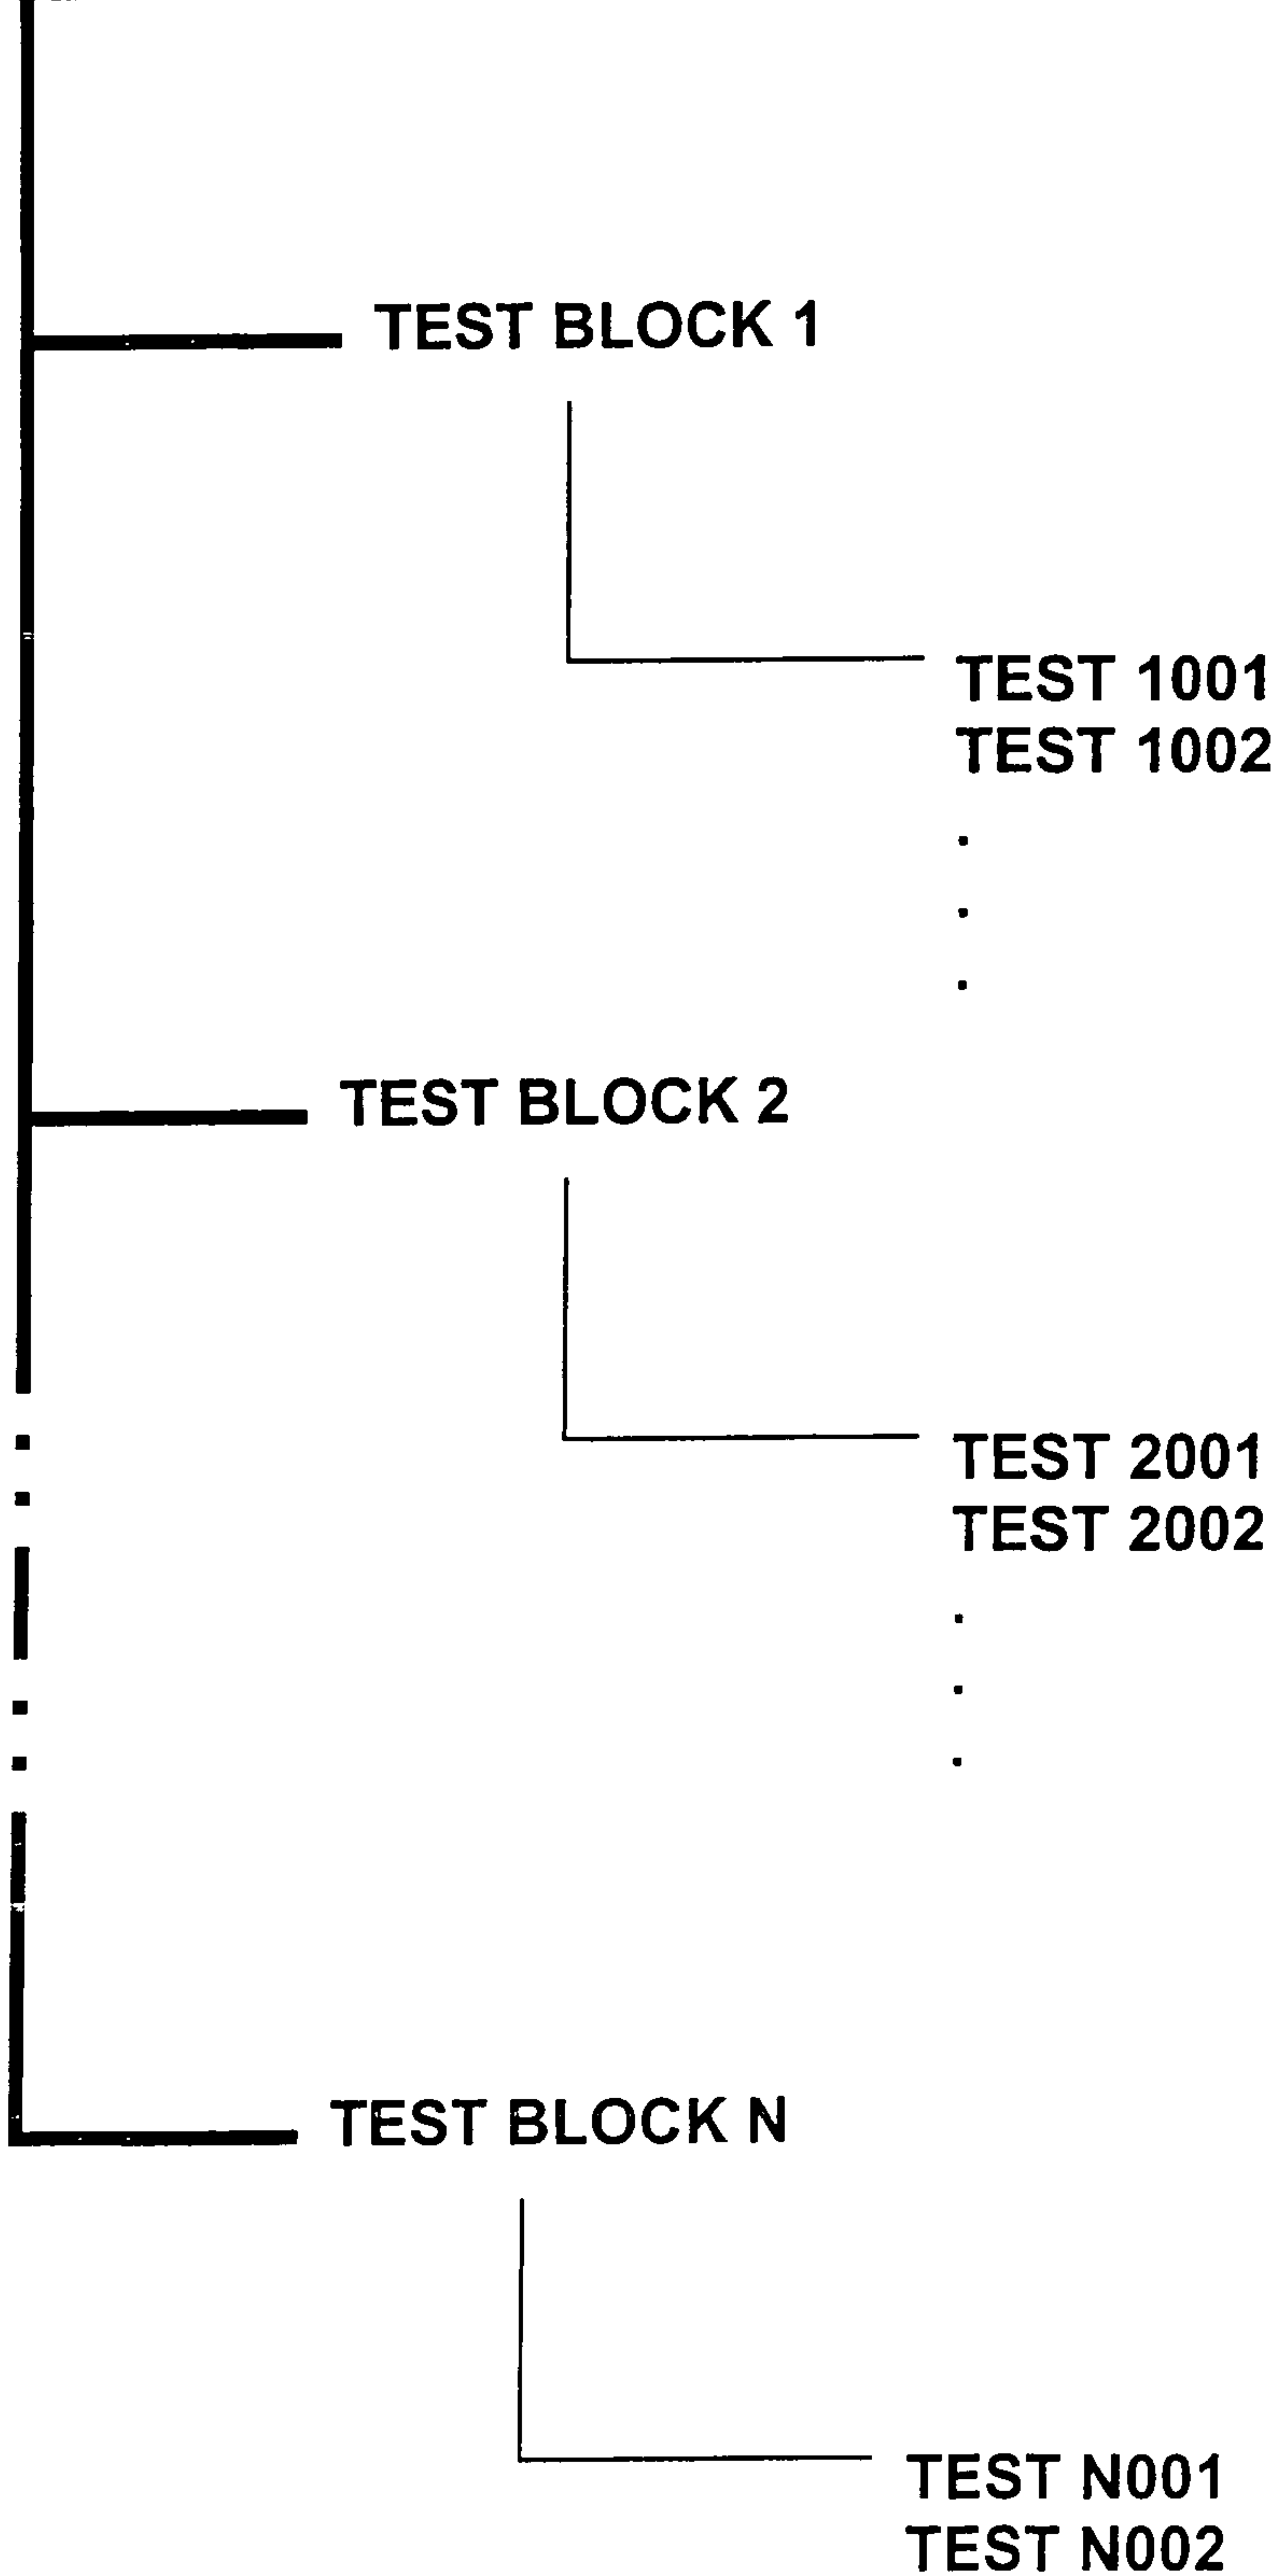 TEST BLOCK 1
TEST 1001
TEST 1002
.
.
.
TEST BLOCK 2
TEST 2001
TEST 2002
.
.
.
TEST BLOCK N
TEST N001
TEST N002